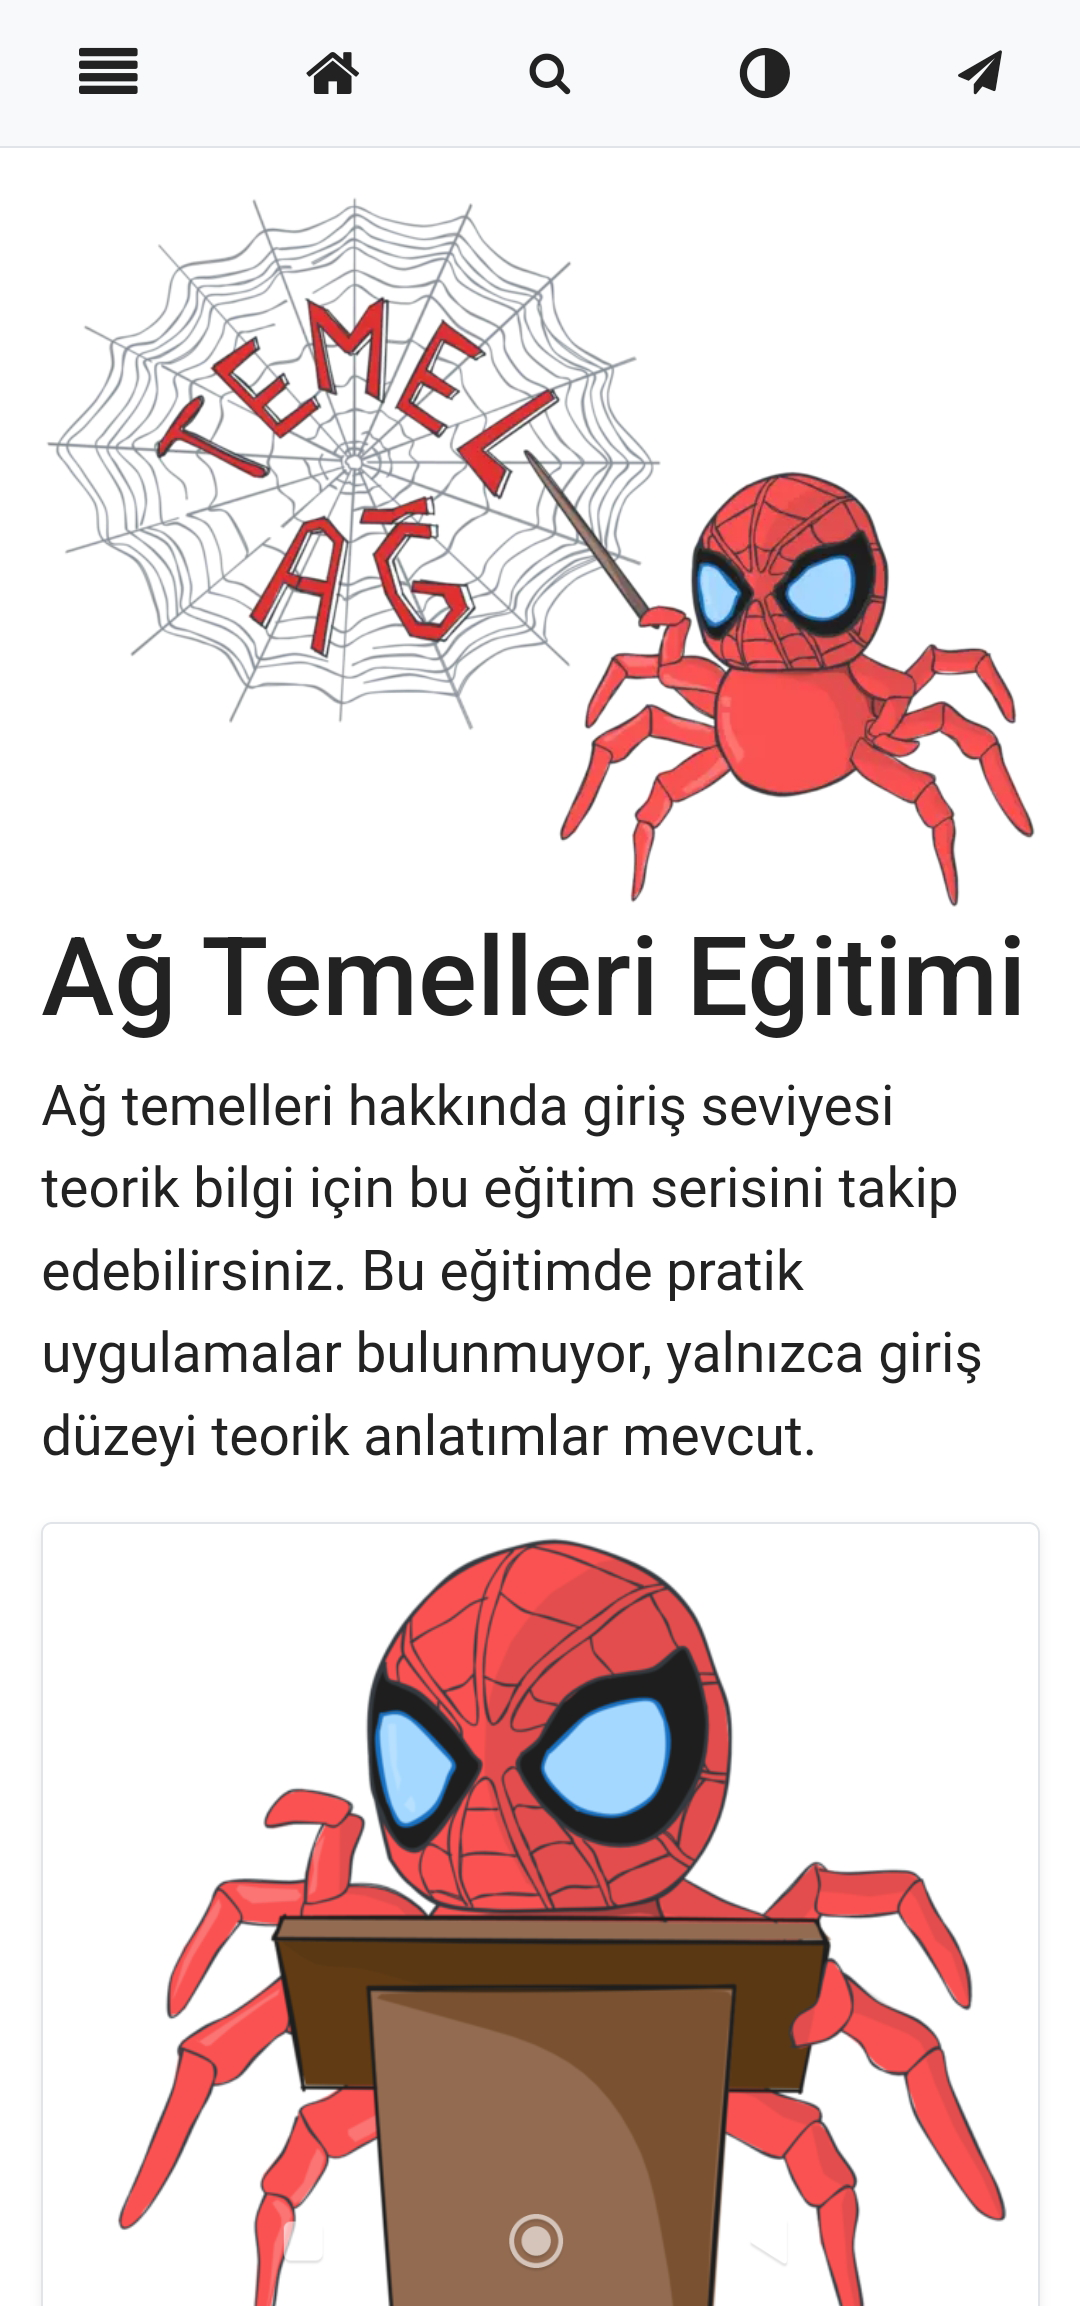 TEMEL
AĞ
Ağ Temelleri Eğitimi
Ağ temelleri hakkında giriş seviyesi
teorik bilgi için bu eğitim serisini takip
edebilirsiniz. Bu eğitimde pratik
uygulamalar bulunmuyor, yalnızca giriş
düzeyi teorik anlatımlar mevcut.